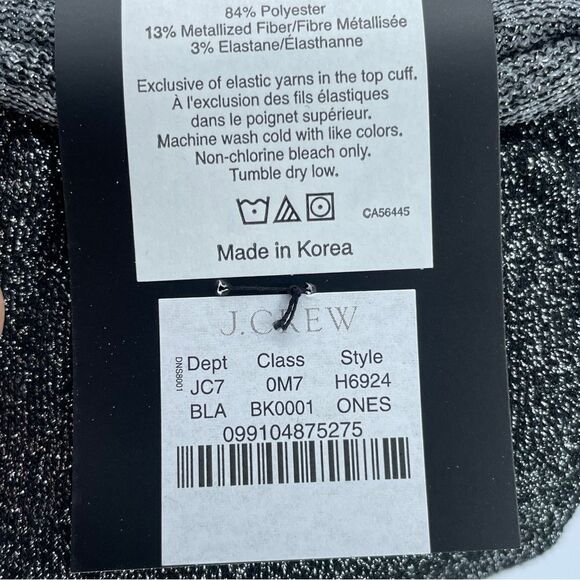 84% Polyester
13% Metallized Fiber/Fibre Métallisée
3% Elastane/Élasthanne
Exclusive of elastic yarns in the top cuff.
À l'exclusion des fils élastiques
dans le poignet supérieur.
Machine wash cold with like colors.
Non-chlorine bleach only.
Tumble dry low.
CA56445
Made in Korea
J.CREW
DNS8001
Dept Class Style
JC7 0M7 H6924
BLA BK0001 ONES
099104875275